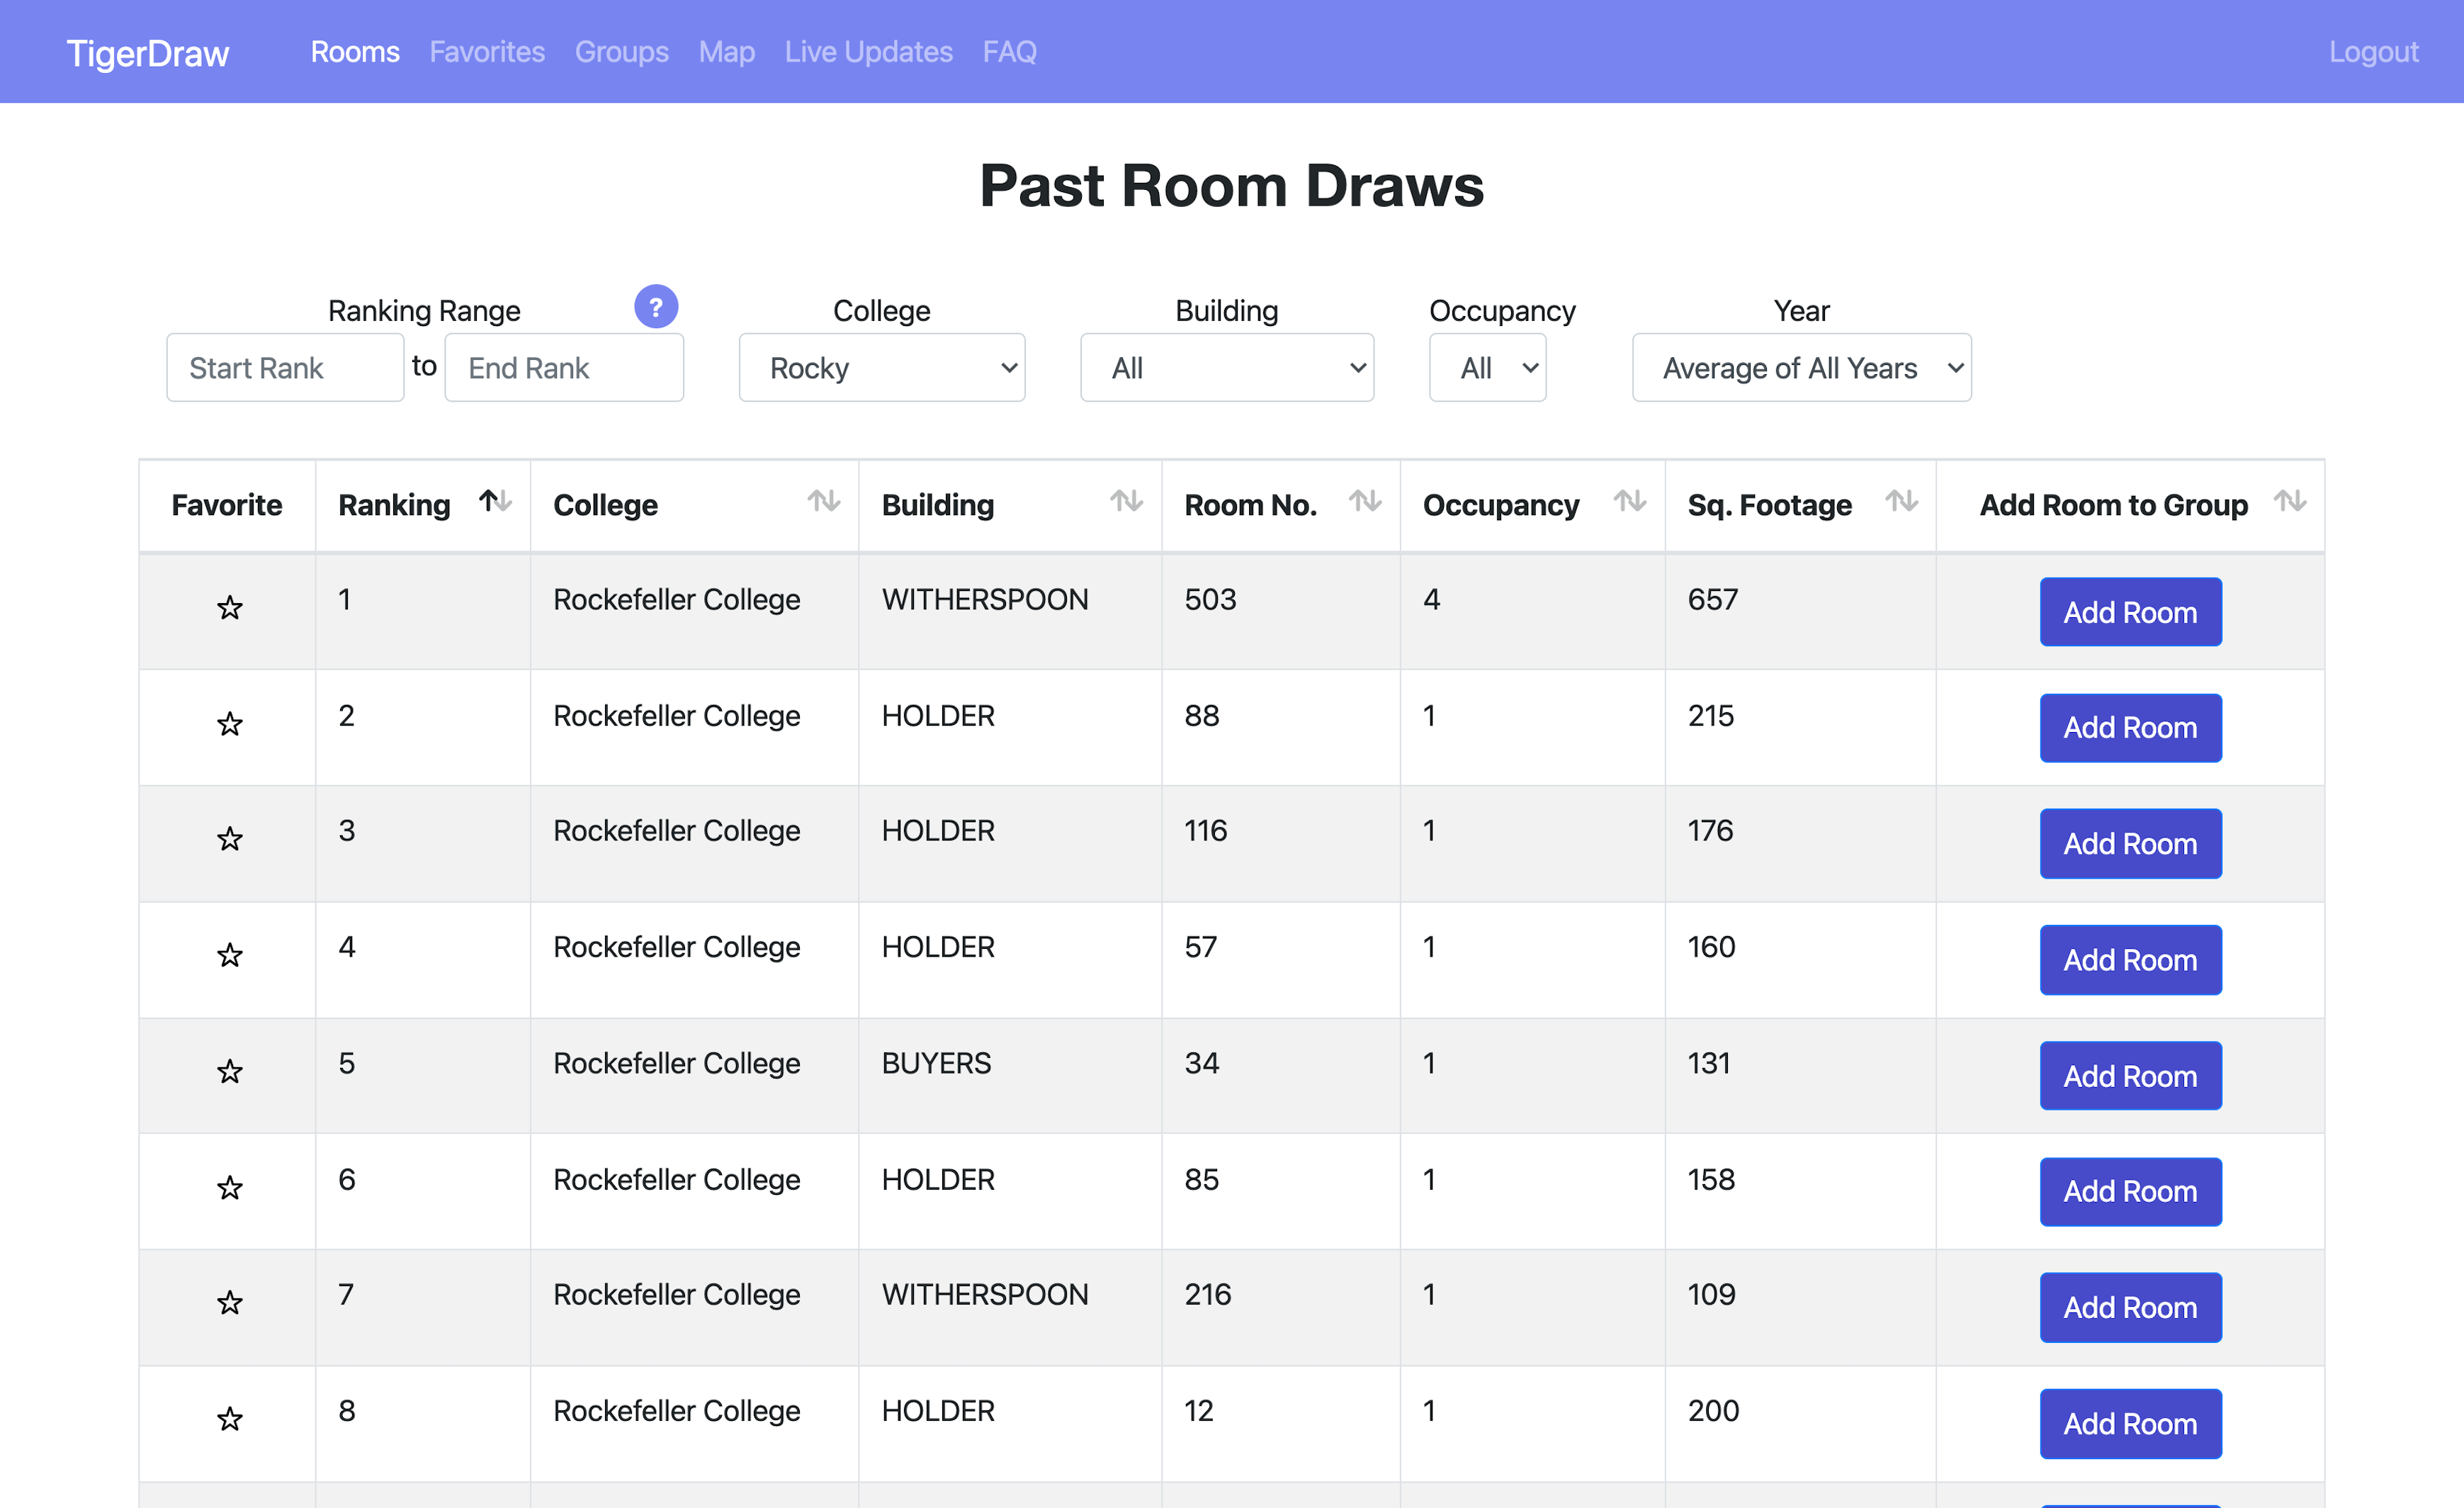 TigerDraw Rooms Favorites Groups Map Live Updates FAQ Logout
Past Room Draws
Ranking Range ? College Building Occupancy Year
Start Rank to End Rank Rocky All All Average of All Years
Favorite Ranking College Building Room No. Occupancy Sq. Footage Add Room to Group
1 Rockefeller College WITHERSPOON 503 4 657 Add Room
2 Rockefeller College HOLDER 88 1 215 Add Room
3 Rockefeller College HOLDER 116 1 176 Add Room
4 Rockefeller College HOLDER 57 1 160 Add Room
5 Rockefeller College BUYERS 34 1 131 Add Room
6 Rockefeller College HOLDER 85 1 158 Add Room
7 Rockefeller College WITHERSPOON 216 1 109 Add Room
8 Rockefeller College HOLDER 12 1 200 Add Room